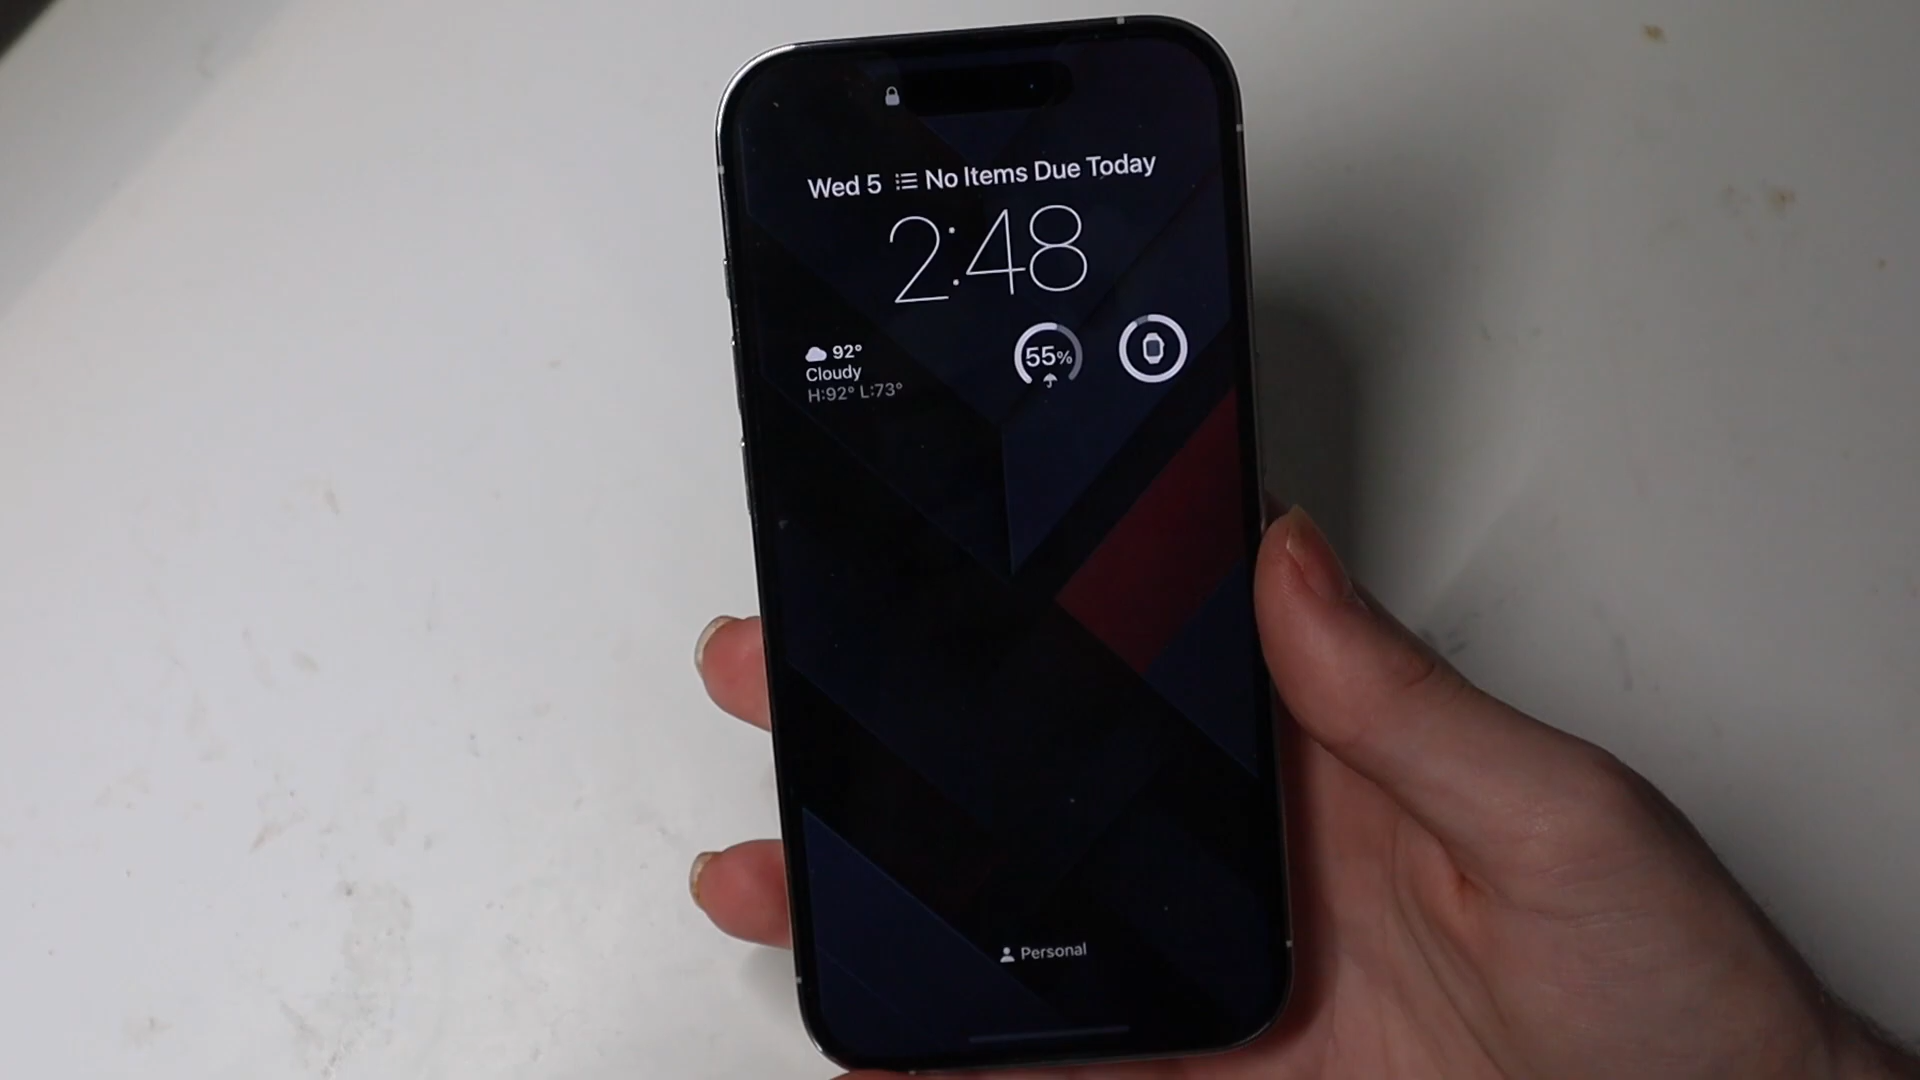 Wed 5 No Items Due Today
2:48
92°
Cloudy
H:92° L:73°
55%
Personal